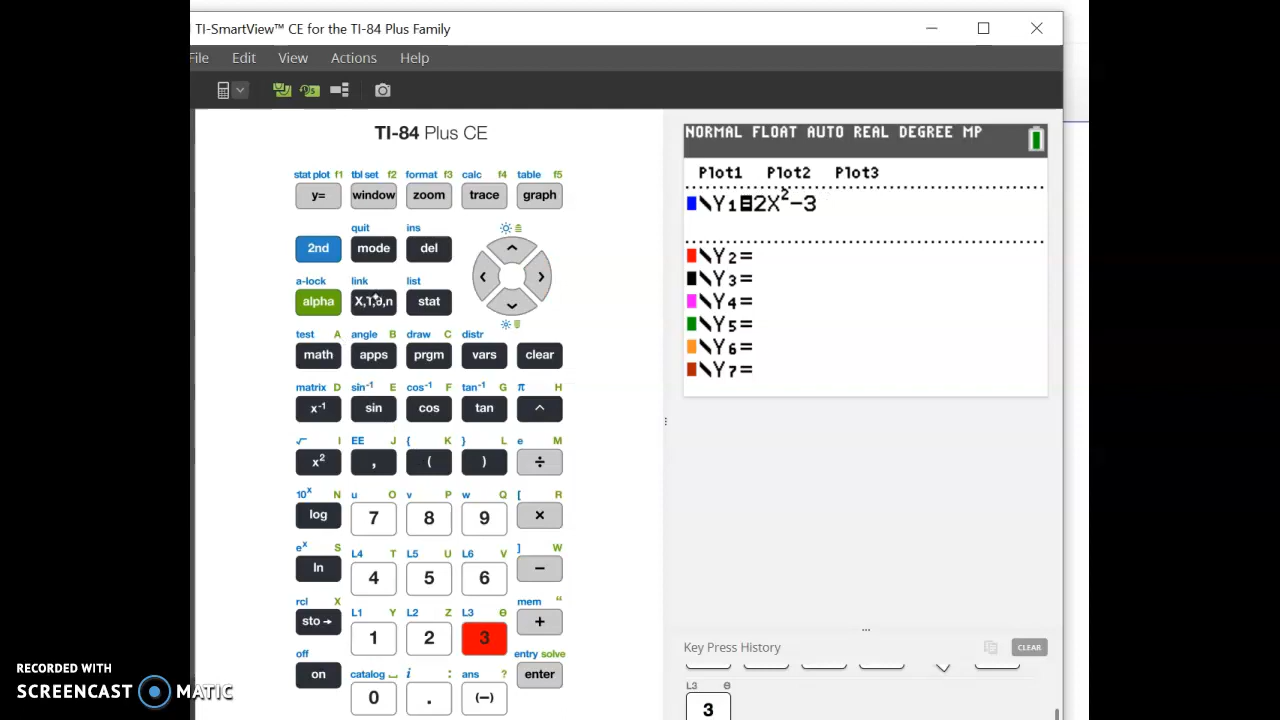 TI-SmartView™ CE for the TI-84 Plus Family
File Edit View Actions Help
TI-84 Plus CE
NORMAL FLOAT AUTO REAL DEGREE MP
Plot1 Plot2 Plot3
\Y1=2X²-3
\Y2=
\Y3=
\Y4=
\Y5=
\Y6=
\Y7=
stat plot f1 tbl set f2 format f3 calc f4 table f5
y= window zoom trace graph
quit ins
2nd mode del
a-lock link list
alpha X,T,θ,n stat
test A angle B draw C distr
math apps prgm vars clear
matrix D sin-1 E cos-1 F tan-1 G π H
x-1 sin cos tan ^
√ I EE J { K } L e M
x² , ( ) ÷
10x N u O v P w Q [ R
log 7 8 9 ×
ex S L4 T L5 U L6 V ] W
ln 4 5 6 −
rcl X L1 Y L2 Z L3 θ mem “
sto→ 1 2 3 +
off catalog i : ans ? entry solve
on 0 . (−) enter
Key Press History CLEAR
L3 θ
3
RECORDED WITH
SCREENCAST MATIC